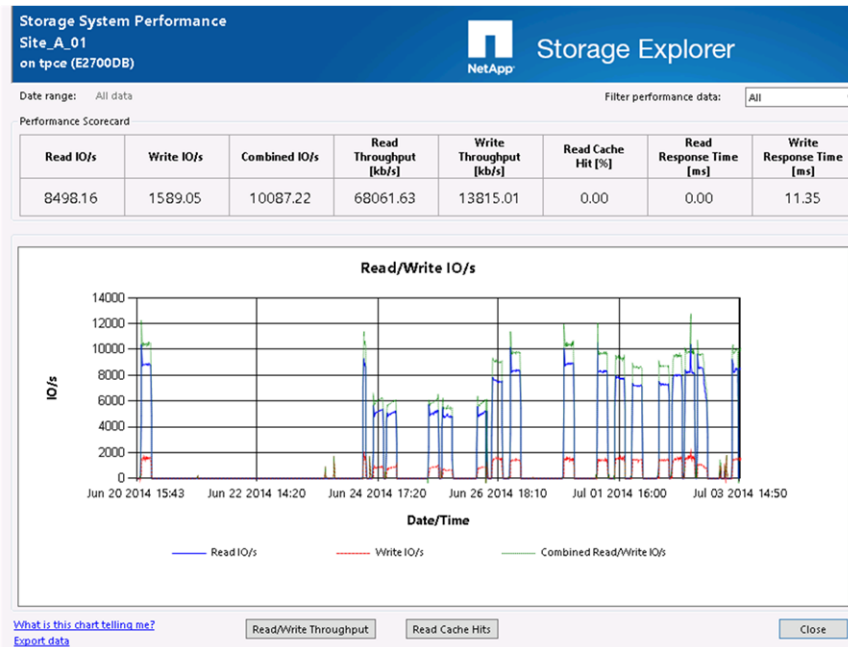 Storage System Performance
Site_A_01
on tpce (E2700DB)
NetApp
Storage Explorer
Date range: All data
Filter performance data: All
Performance Scorecard
Read IO/s Write IO/s Combined IO/s Read Throughput [kb/s] Write Throughput [kb/s] Read Cache Hit [%] Read Response Time [ms] Write Response Time [ms]
8498.16 1589.05 10087.22 68061.63 13815.01 0.00 0.00 11.35
Read/Write IO/s
14000
12000
10000
8000
6000
4000
2000
0
IO/s
Jun 20 2014 15:43 Jun 22 2014 14:20 Jun 24 2014 17:20 Jun 26 2014 18:10 Jul 01 2014 16:00 Jul 03 2014 14:50
Date/Time
Read IO/s Write IO/s Combined Read/Write IO/s
What is this chart telling me?
Export data
Read/Write Throughput
Read Cache Hits
Close